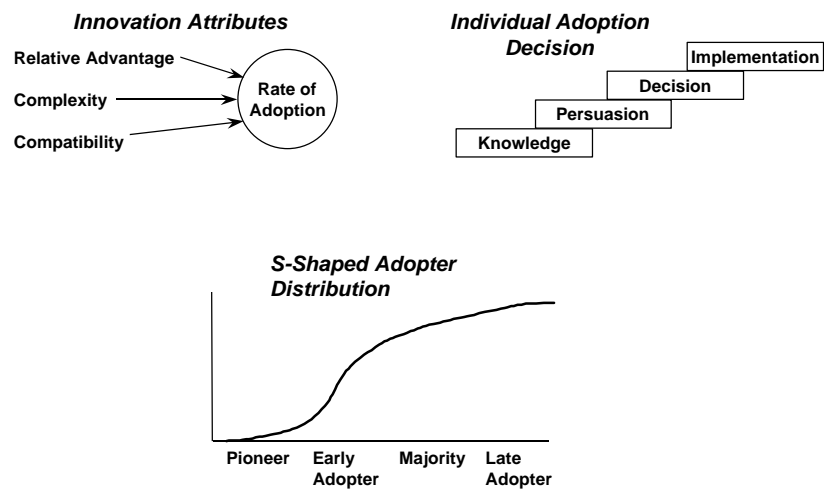 Innovation Attributes
Relative Advantage
Complexity
Compatibility
Rate of
Adoption
Individual Adoption
Decision
Implementation
Decision
Persuasion
Knowledge
S-Shaped Adopter
Distribution
Pioneer
Early
Adopter
Majority
Late
Adopter